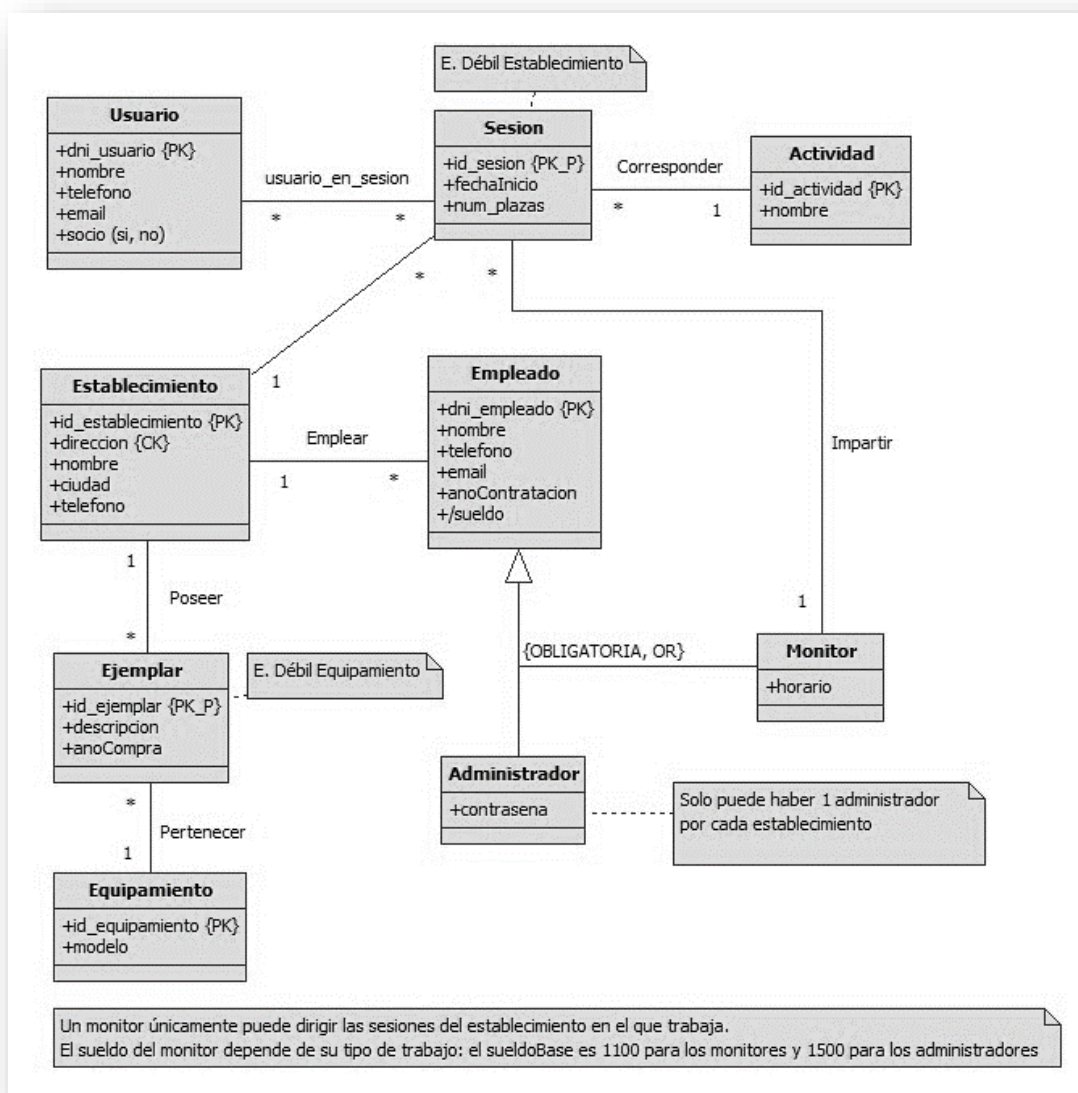 E. Débil Establecimiento
Usuario
+dni_usuario {PK}
+nombre
+telefono
+email
+socio (si, no)
usuario_en_sesion
*
*
Sesion
+id_sesion {PK_P}
+fechaInicio
+num_plazas
Corresponder
*
1
Actividad
+id_actividad {PK}
+nombre
*
*
1
Establecimiento
+id_establecimiento {PK}
+direccion {CK}
+nombre
+ciudad
+telefono
Emplear
1
*
Empleado
+dni_empleado {PK}
+nombre
+telefono
+email
+anoContratacion
+/sueldo
Impartir
1
1
Poseer
*
Ejemplar
+id_ejemplar {PK_P}
+descripcion
+anoCompra
E. Débil Equipamiento
{OBLIGATORIA, OR}
Monitor
+horario
Administrador
+contrasena
Solo puede haber 1 administrador
por cada establecimiento
*
Pertenecer
1
Equipamiento
+id_equipamiento {PK}
+modelo
Un monitor únicamente puede dirigir las sesiones del establecimiento en el que trabaja.
El sueldo del monitor depende de su tipo de trabajo: el sueldoBase es 1100 para los monitores y 1500 para los administradores